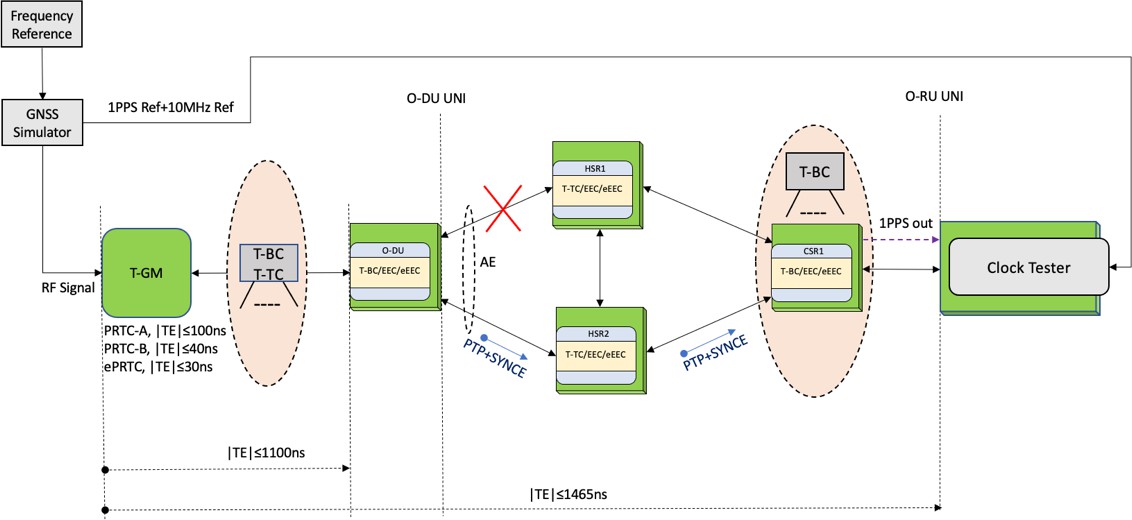 Frequency
Reference
GNSS
Simulator
1PPS Ref+10MHz Ref
O-DU UNI
O-RU UNI
HSR1
T-TC/EEC/eEEC
T-BC
1PPS out
T-BC
T-TC
O-DU
T-BC/EEC/eEEC
AE
CSR1
T-BC/EEC/eEEC
Clock Tester
T-GM
RF Signal
PRTC-A, |TE|≤100ns
PRTC-B, |TE|≤40ns
ePRTC, |TE|≤30ns
HSR2
T-TC/EEC/eEEC
PTP+SYNCE
PTP+SYNCE
|TE|≤1100ns
|TE|≤1465ns